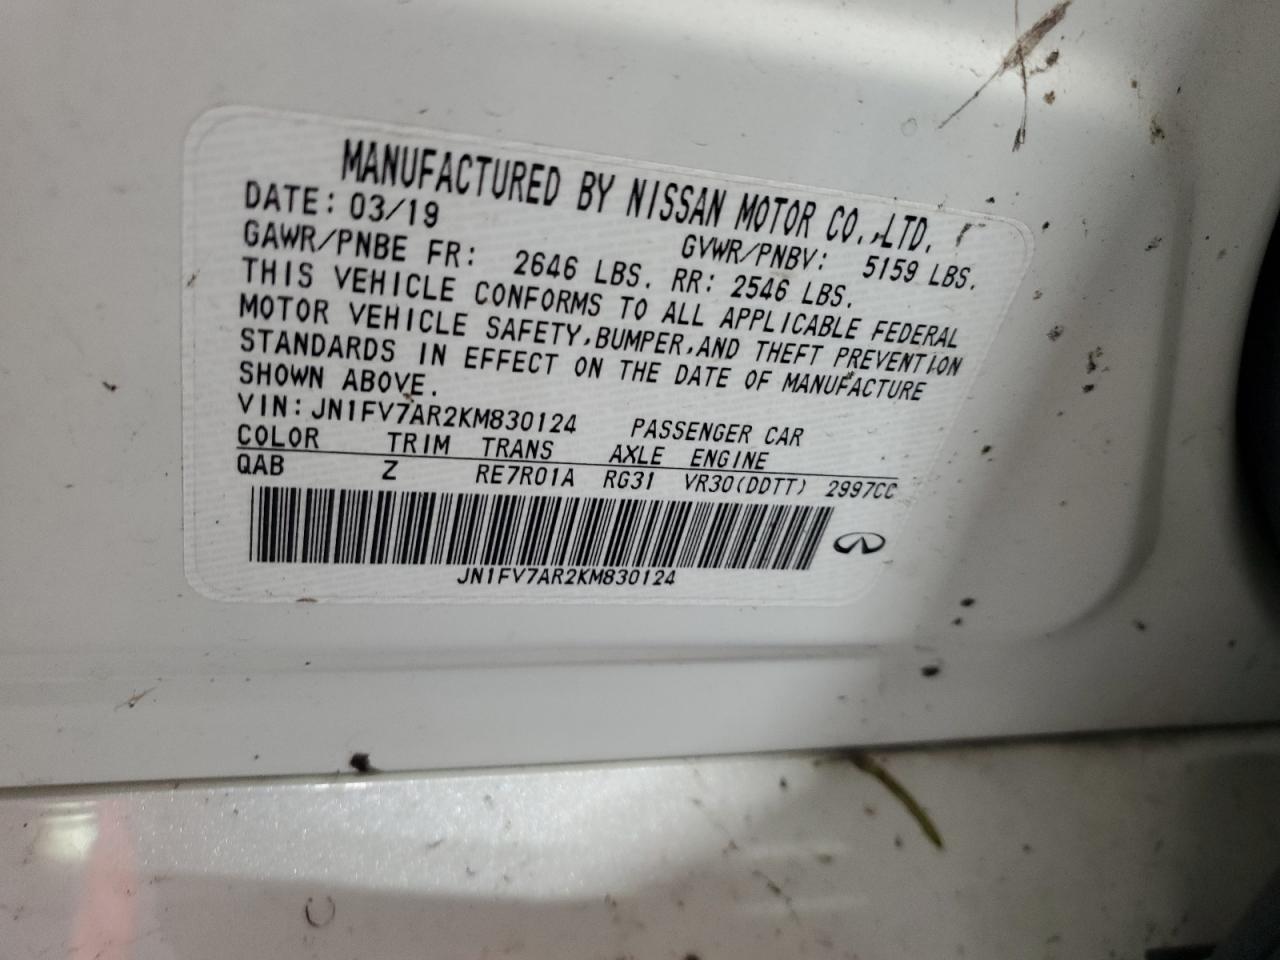 MANUFACTURED BY NISSAN MOTOR CO.,LTD.
DATE: 03/19 GVWR/PNBV: 5159 LBS.
GAWR/PNBE FR: 2646 LBS. RR: 2546 LBS.
THIS VEHICLE CONFORMS TO ALL APPLICABLE FEDERAL
MOTOR VEHICLE SAFETY,BUMPER,AND THEFT PREVENTION
STANDARDS IN EFFECT ON THE DATE OF MANUFACTURE
SHOWN ABOVE.
VIN: JN1FV7AR2KM830124 PASSENGER CAR
COLOR TRIM TRANS AXLE ENGINE
QAB Z RE7R01A RG31 VR30(DDTT) 2997CC
JN1FV7AR2KM830124